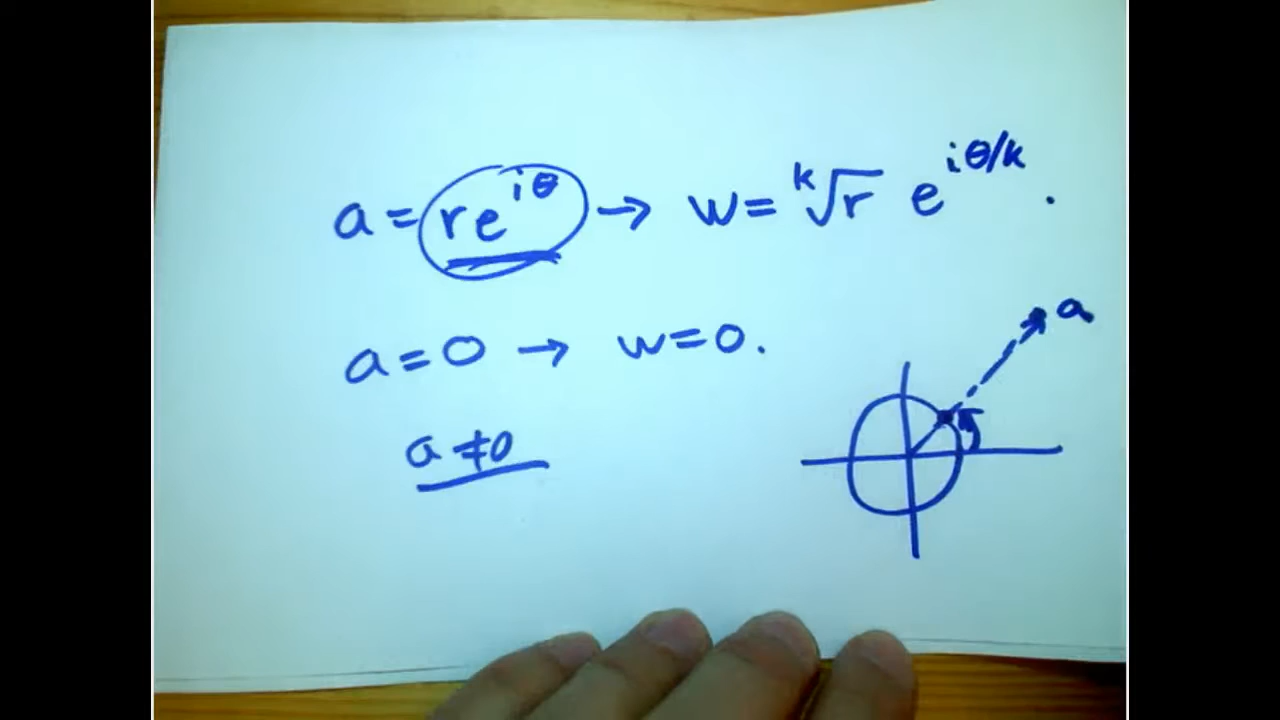 a = re^{iθ} → w = ᵏ√r e^{iθ/k}.
a = 0 → w = 0.
a
a ≠ 0